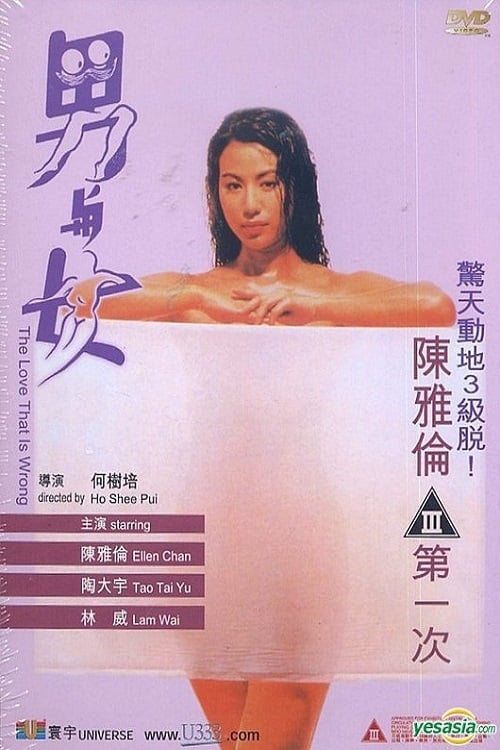 DVD
VIDEO
男
與
女
The Love That Is Wrong
驚天動地3級脫!
陳雅倫
III
第一次
導演 何樹培
directed by Ho Shee Pui
主演 starring
陳雅倫 Ellen Chan
陶大宇 Tao Tai Yu
林 威 Lam Wai
寰宇 UNIVERSE www.U333.com
III
yesasia.com